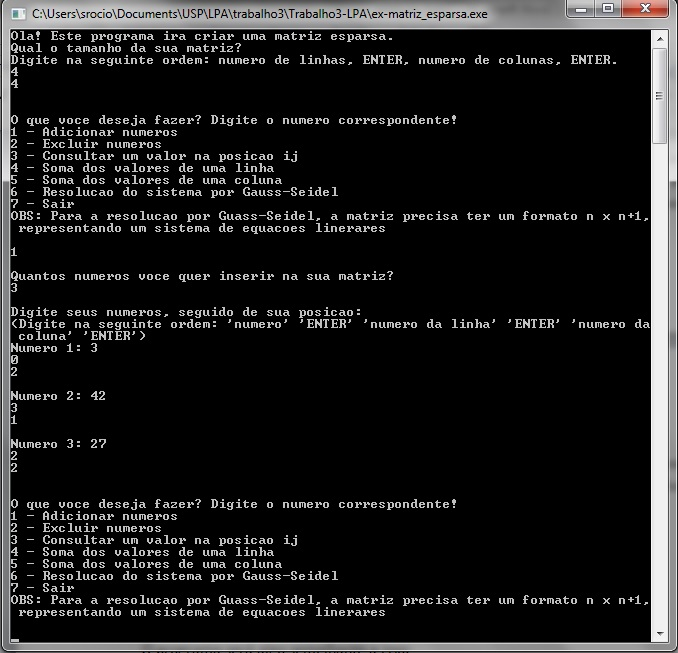 C:\Users\srocio\Documents\USP\LPA\trabalho3\Trabalho3-LPA\ex-matriz_esparsa.exe
Ola! Este programa ira criar uma matriz esparsa.
Qual o tamanho da sua matriz?
Digite na seguinte ordem: numero de linhas, ENTER, numero de colunas, ENTER.
4
4
O que voce deseja fazer? Digite o numero correspondente!
1 - Adicionar numeros
2 - Excluir numeros
3 - Consultar um valor na posicao ij
4 - Soma dos valores de uma linha
5 - Soma dos valores de uma coluna
6 - Resolucao do sistema por Gauss-Seidel
7 - Sair
OBS: Para a resolucao por Guass-Seidel, a matriz precisa ter um formato n x n+1,
representando um sistema de equacoes linerares
1
Quantos numeros voce quer inserir na sua matriz?
3
Digite seus numeros, seguido de sua posicao:
(Digite na seguinte ordem: 'numero' 'ENTER' 'numero da linha' 'ENTER' 'numero da
coluna' 'ENTER')
Numero 1: 3
0
2
Numero 2: 42
3
1
Numero 3: 27
2
2
O que voce deseja fazer? Digite o numero correspondente!
1 - Adicionar numeros
2 - Excluir numeros
3 - Consultar um valor na posicao ij
4 - Soma dos valores de uma linha
5 - Soma dos valores de uma coluna
6 - Resolucao do sistema por Gauss-Seidel
7 - Sair
OBS: Para a resolucao por Guass-Seidel, a matriz precisa ter um formato n x n+1,
representando um sistema de equacoes linerares